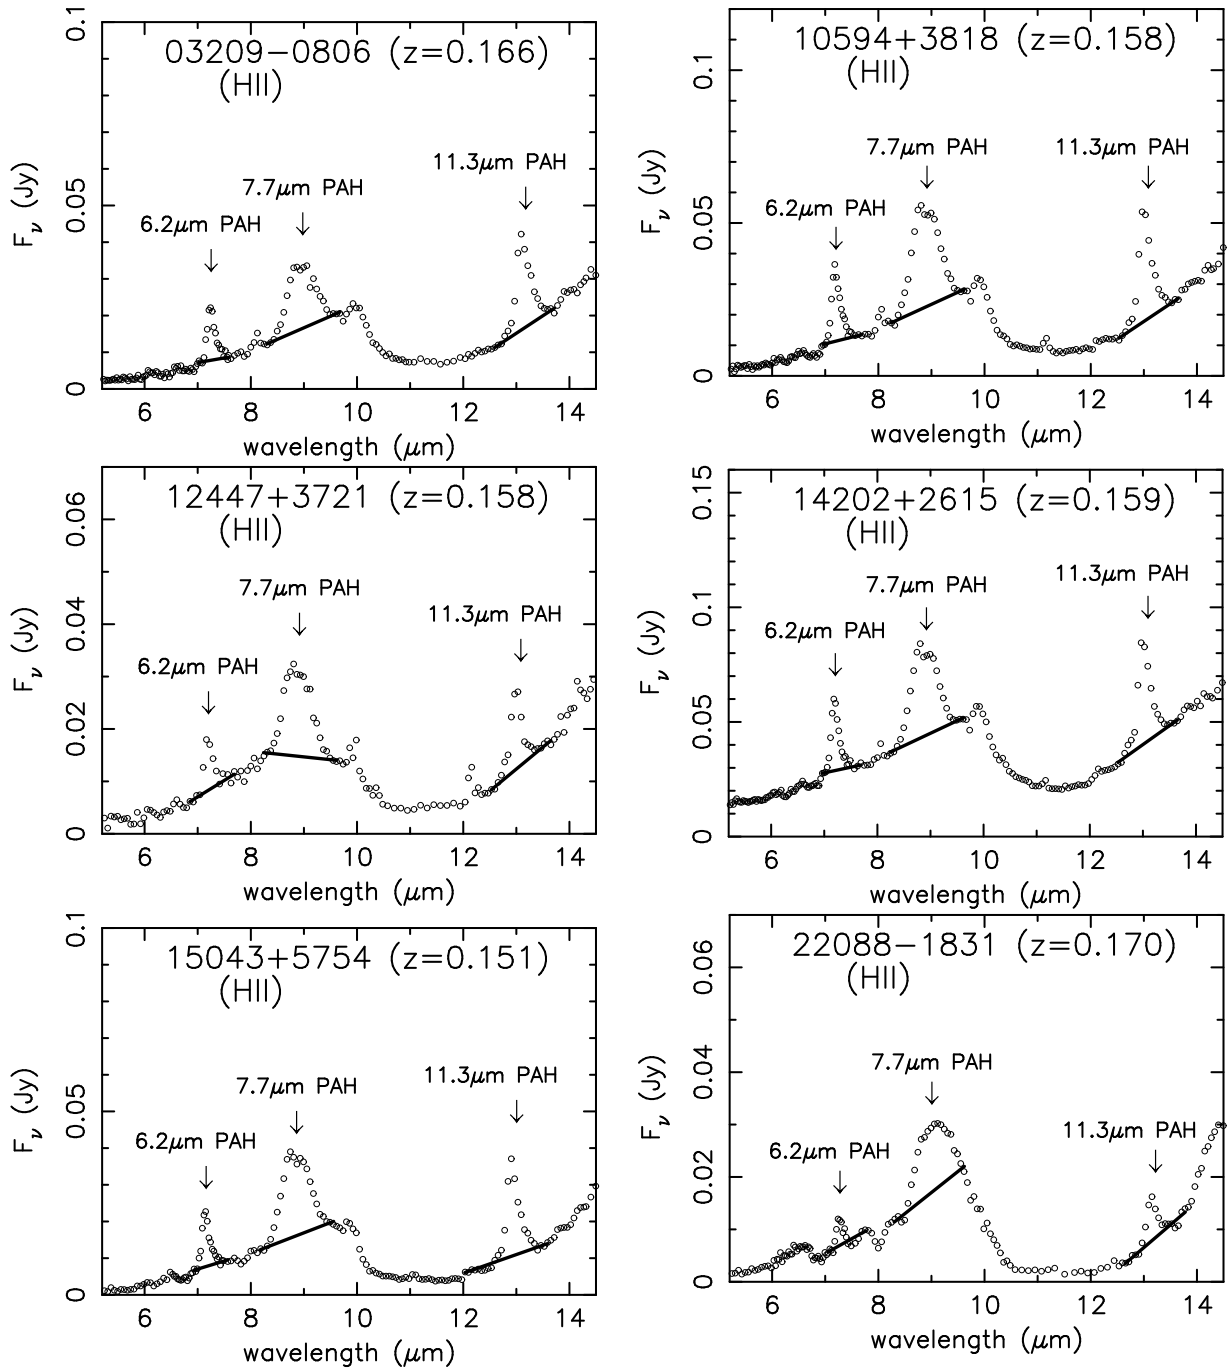 03209−0806 (z=0.166)
(HII)
6.2μm PAH
7.7μm PAH
11.3μm PAH
0
0.05
0.1
Fν (Jy)
6 8 10 12 14
wavelength (μm)
10594+3818 (z=0.158)
(HII)
6.2μm PAH
7.7μm PAH
11.3μm PAH
0
0.05
0.1
Fν (Jy)
6 8 10 12 14
wavelength (μm)
12447+3721 (z=0.158)
(HII)
6.2μm PAH
7.7μm PAH
11.3μm PAH
0
0.02
0.04
0.06
Fν (Jy)
6 8 10 12 14
wavelength (μm)
14202+2615 (z=0.159)
(HII)
6.2μm PAH
7.7μm PAH
11.3μm PAH
0
0.05
0.1
0.15
Fν (Jy)
6 8 10 12 14
wavelength (μm)
15043+5754 (z=0.151)
(HII)
6.2μm PAH
7.7μm PAH
11.3μm PAH
0
0.05
0.1
Fν (Jy)
6 8 10 12 14
wavelength (μm)
22088−1831 (z=0.170)
(HII)
6.2μm PAH
7.7μm PAH
11.3μm PAH
0
0.02
0.04
0.06
Fν (Jy)
6 8 10 12 14
wavelength (μm)